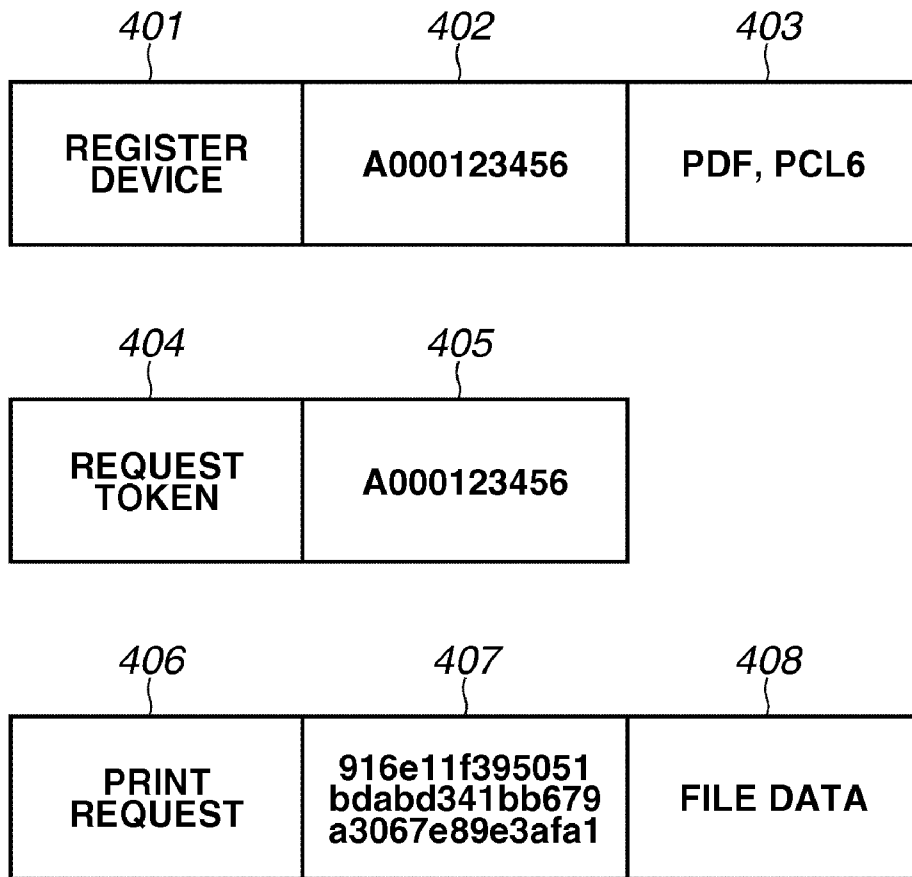 401 402 403
REGISTER
DEVICE
A000123456
PDF, PCL6
404 405
REQUEST
TOKEN
A000123456
406 407 408
PRINT
REQUEST
916e11f395051
bdabd341bb679
a3067e89e3afa1
FILE DATA